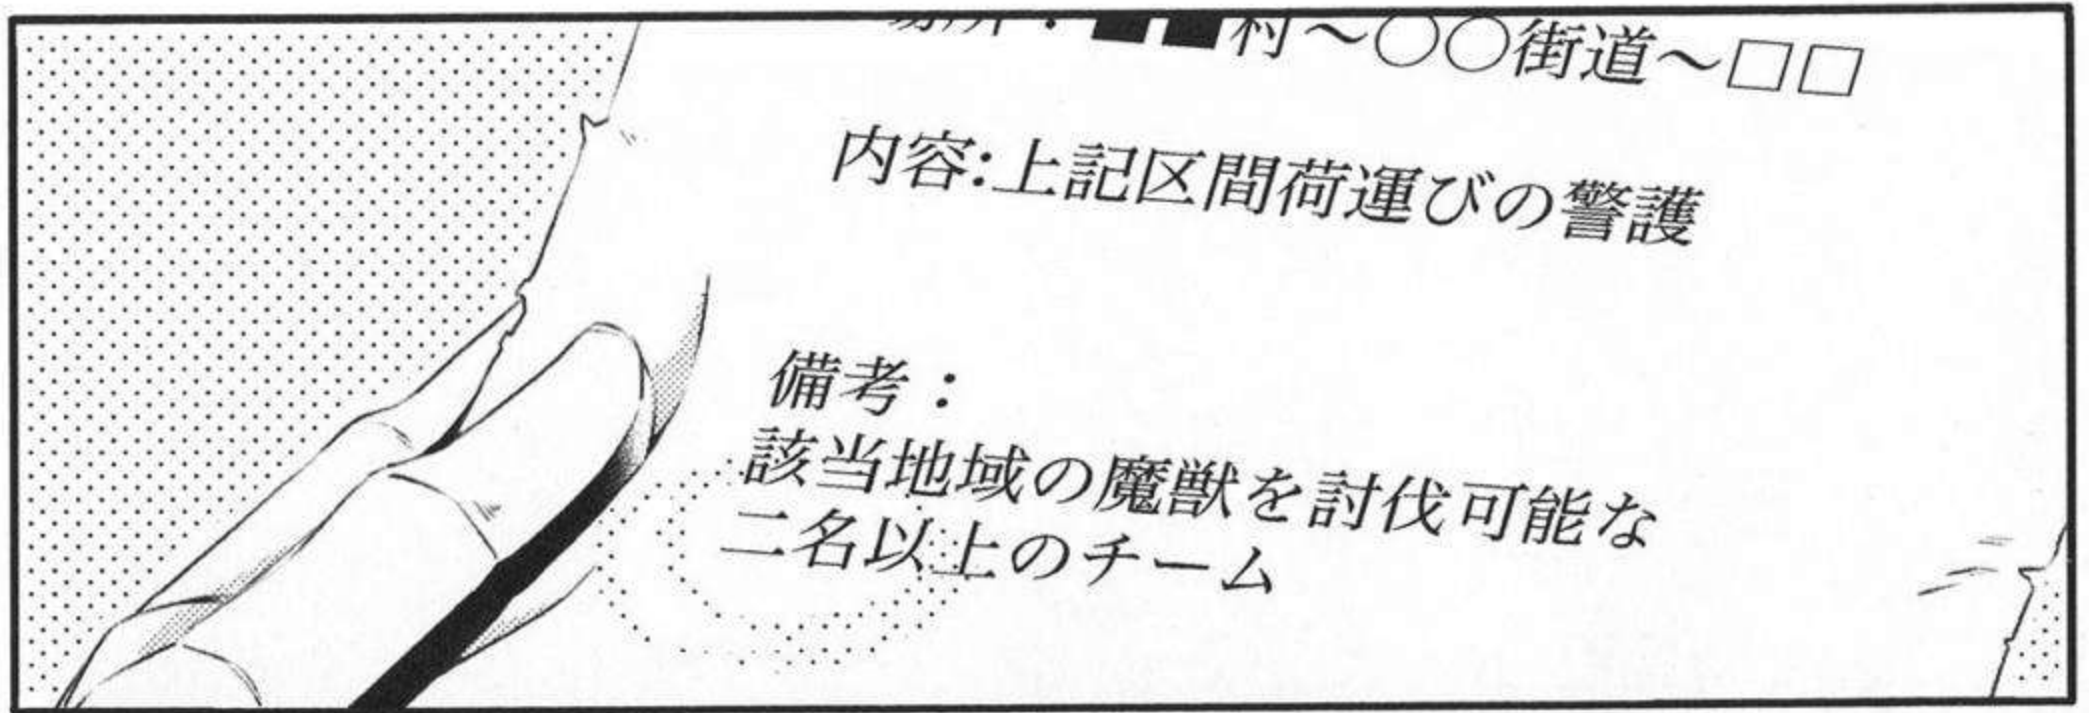 場所：■■村～○○街道～□□
内容:上記区間荷運びの警護
備考：
該当地域の魔獣を討伐可能な
二名以上のチーム